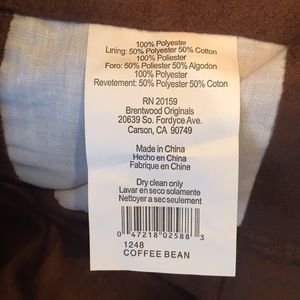 100% Polyester
Lining: 50% Polyester 50% Cotton
100% Polyester
Foro: 50% Poliester 50% Algodon
100% Polyester
Revetement: 50% Polyester 50% Coton
RN 20159
Brentwood Originals
20639 So. Fordyce Ave.
Carson, CA 90749
Made in China
Hecho en China
Fabrique en Chine
Dry clean only
Lavar en seco solamente
Nettoyer a sec seulement
0 47218 02588 3
1248
COFFEE BEAN